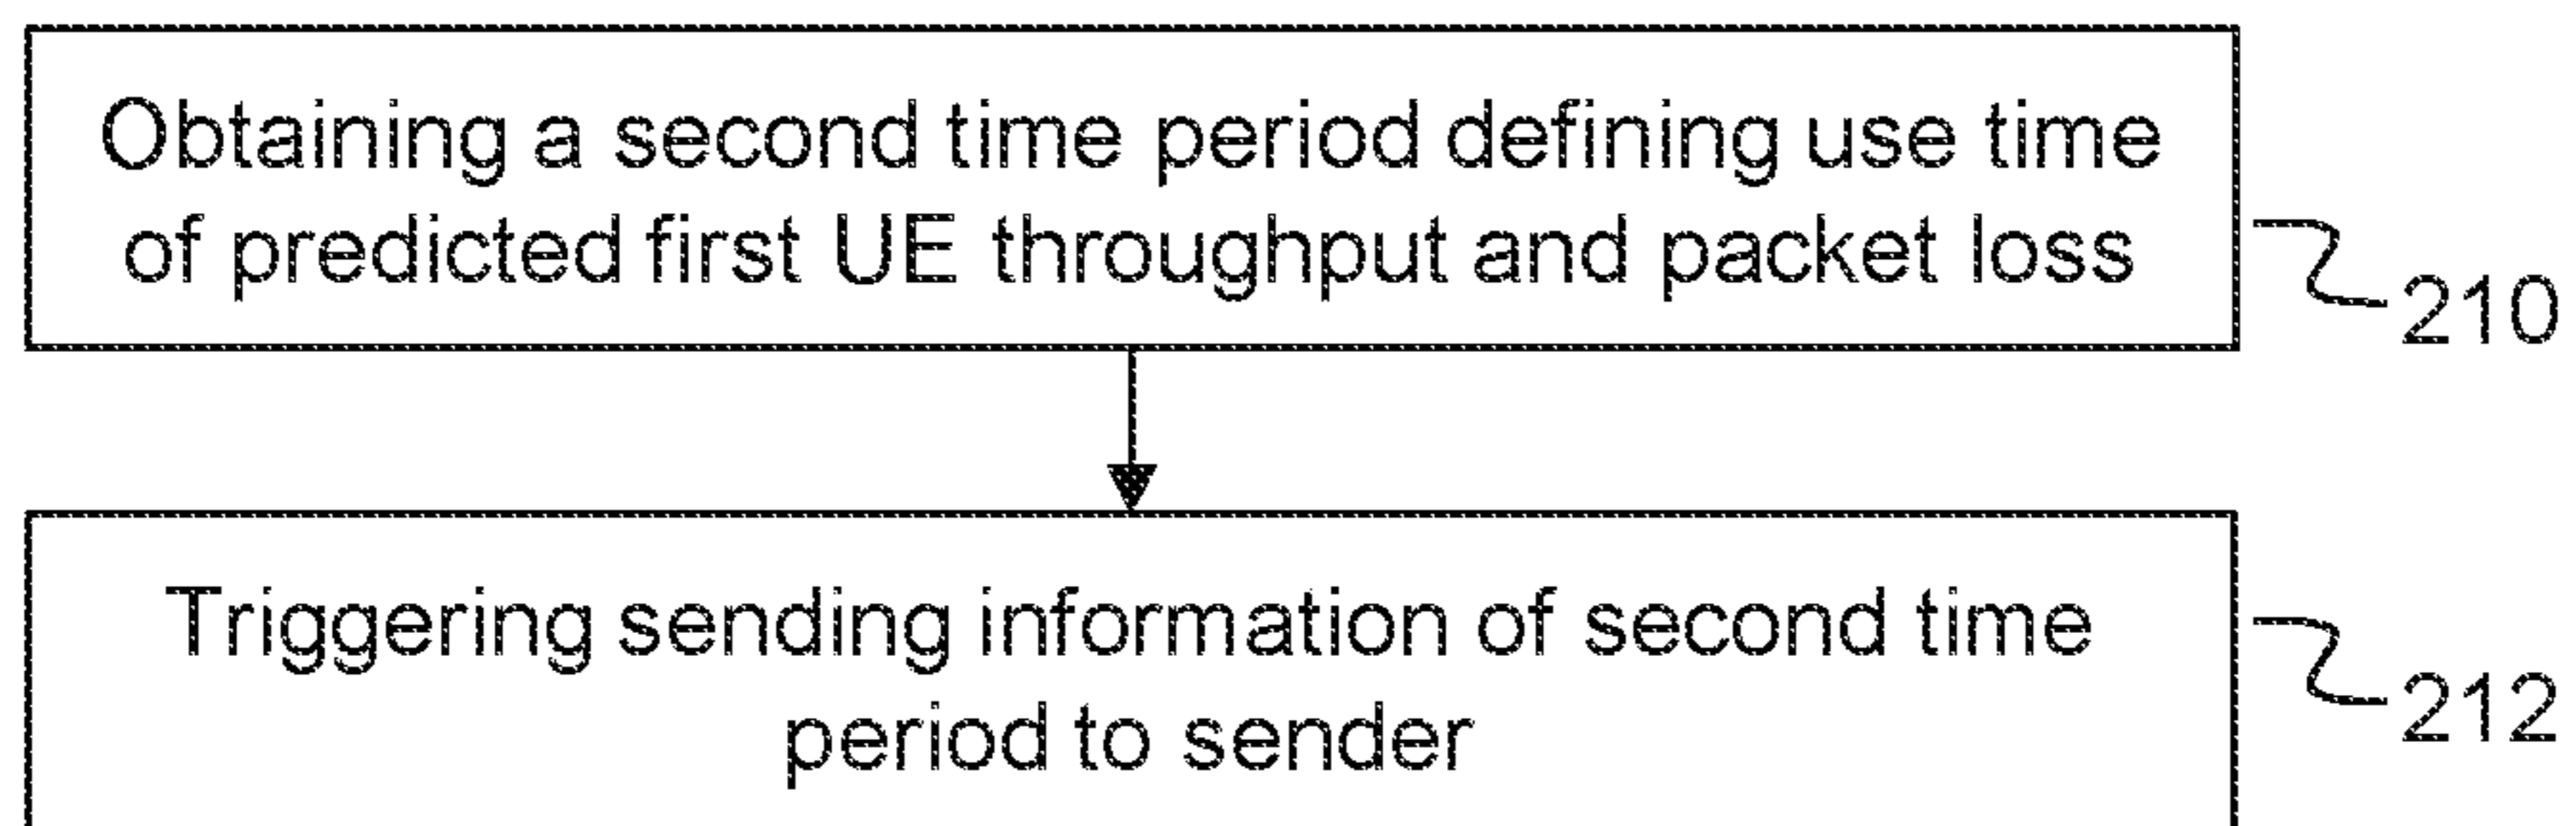 Obtaining a second time period defining use time
of predicted first UE throughput and packet loss
210
Triggering sending information of second time
period to sender
212